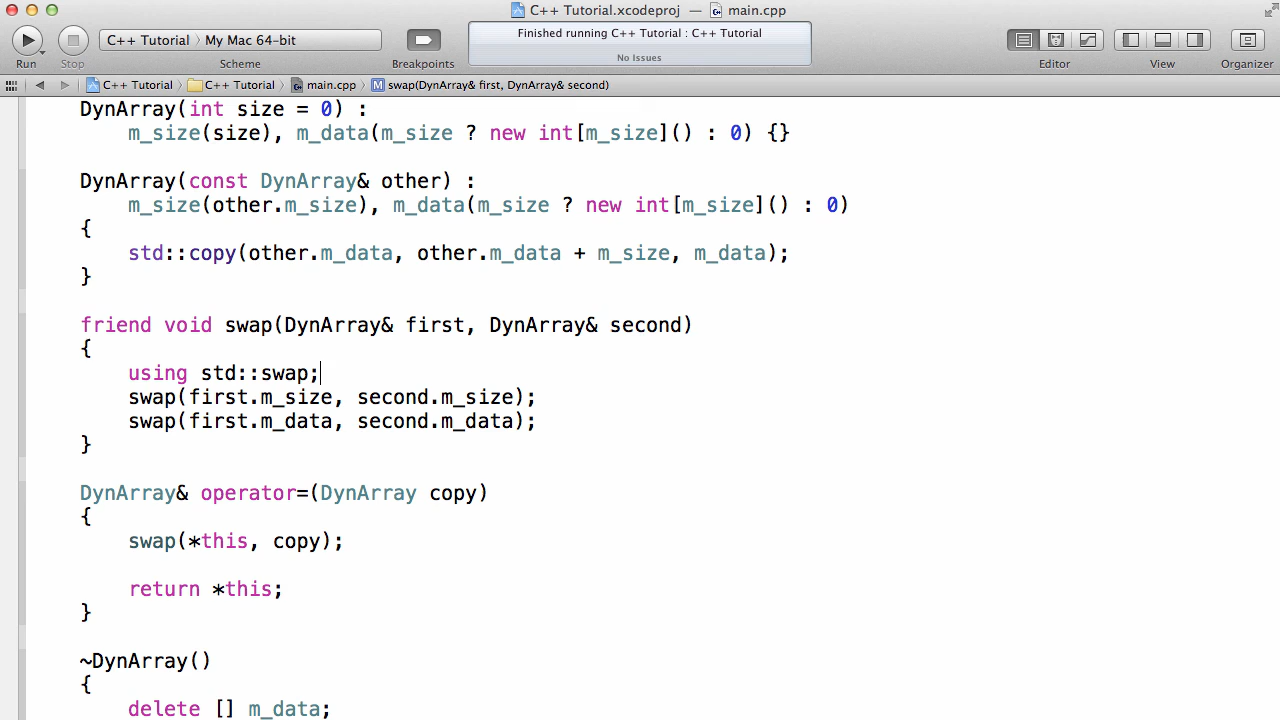 C++ Tutorial.xcodeproj — main.cpp
Run
Stop
C++ Tutorial 〉 My Mac 64-bit
Scheme
Breakpoints
Finished running C++ Tutorial : C++ Tutorial
No Issues
Editor
View
Organizer
C++ Tutorial 〉 C++ Tutorial 〉 main.cpp 〉 M swap(DynArray& first, DynArray& second)
DynArray(int size = 0) :
m_size(size), m_data(m_size ? new int[m_size]() : 0) {}
DynArray(const DynArray& other) :
m_size(other.m_size), m_data(m_size ? new int[m_size]() : 0)
{
std::copy(other.m_data, other.m_data + m_size, m_data);
}
friend void swap(DynArray& first, DynArray& second)
{
using std::swap;
swap(first.m_size, second.m_size);
swap(first.m_data, second.m_data);
}
DynArray& operator=(DynArray copy)
{
swap(*this, copy);
return *this;
}
~DynArray()
{
delete [] m_data;